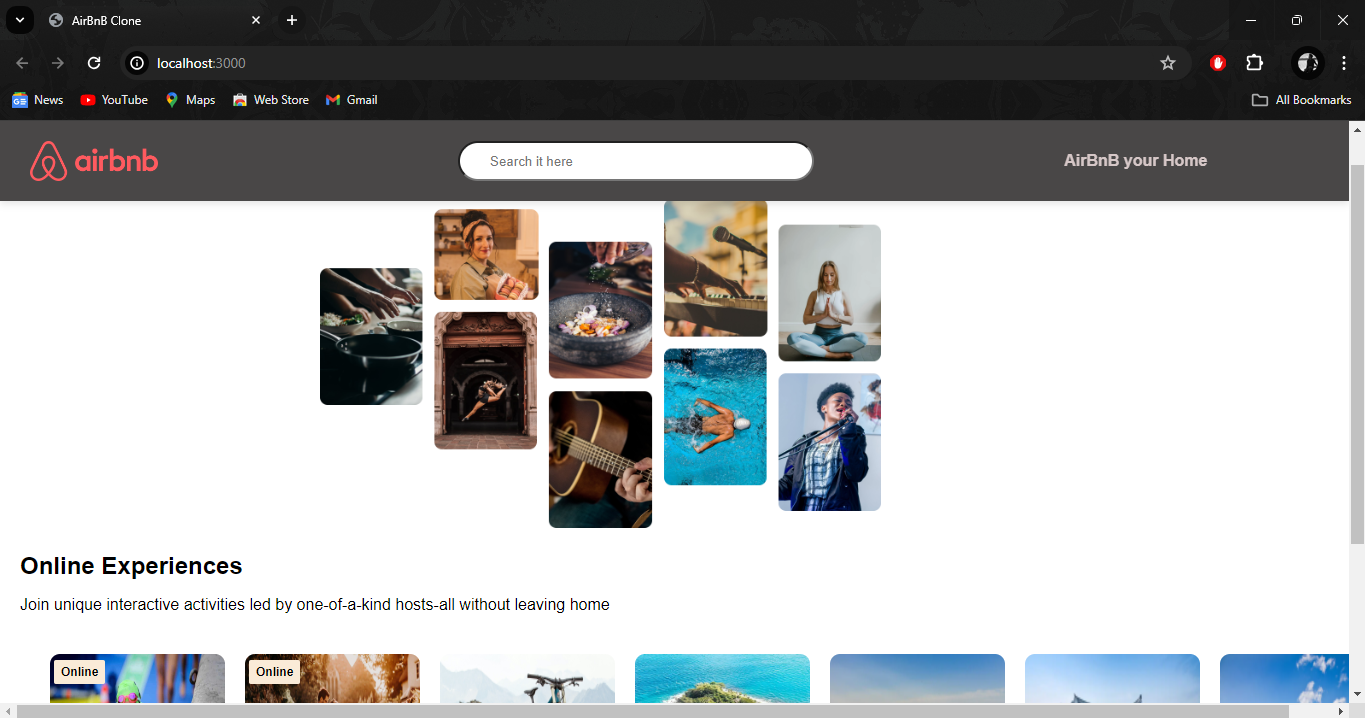 AirBnB Clone
localhost:3000
News YouTube Maps Web Store Gmail All Bookmarks
airbnb Search it here AirBnB your Home
Online Experiences
Join unique interactive activities led by one-of-a-kind hosts-all without leaving home
Online Online